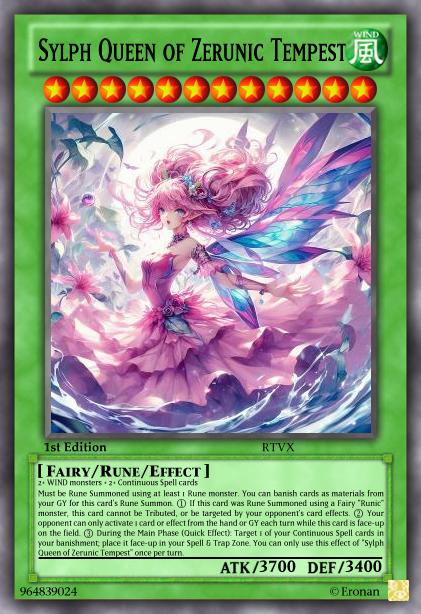 Sylph Queen of Zerunic Tempest
WIND
風
1st Edition
RTVX
[ Fairy/Rune/Effect ]
2+ WIND monsters + 2+ Continuous Spell cards
Must be Rune Summoned using at least 1 Rune monster. You can banish cards as materials
from your GY for this card's Rune Summon. ① If this card was Rune Summoned using a Fairy "Runic"
monster, this card cannot be Tributed, or be targeted by your opponent's card effects. ② Your
opponent can only activate 1 card or effect from the hand or GY each turn while this card is face-up
on the field. ③ During the Main Phase (Quick Effect): Target 1 of your Continuous Spell cards in
your banishment; place it face-up in your Spell & Trap Zone. You can only use this effect of "Sylph
Queen of Zerunic Tempest" once per turn.
ATK/3700 DEF/3400
964839024
© Eronan